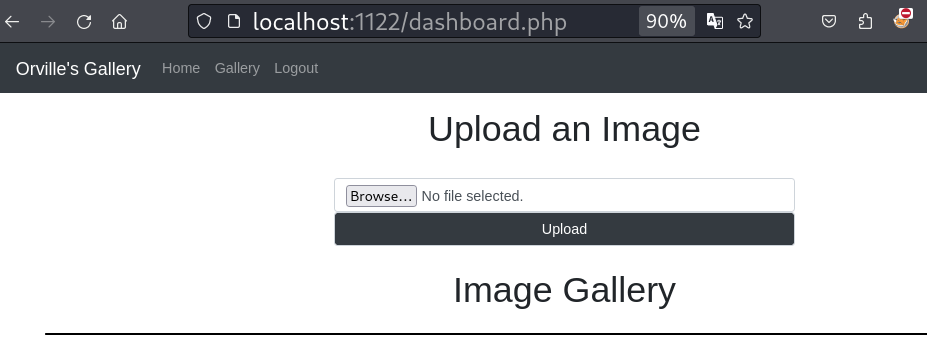 localhost:1122/dashboard.php 90%
Orville's Gallery Home Gallery Logout
Upload an Image
Browse... No file selected.
Upload
Image Gallery